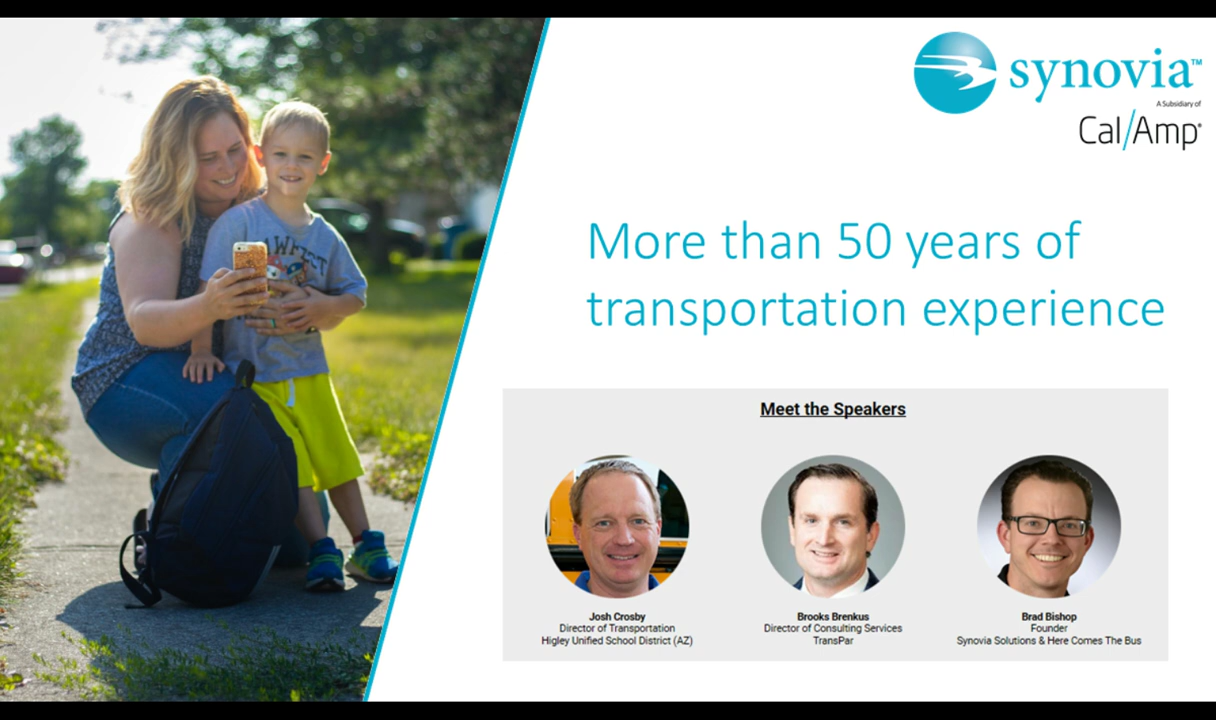 synovia™
A Subsidiary of
Cal/Amp®
More than 50 years of
transportation experience
Meet the Speakers
Josh Crosby
Director of Transportation
Higley Unified School District (AZ)
Brooks Brenkus
Director of Consulting Services
TransPar
Brad Bishop
Founder
Synovia Solutions & Here Comes The Bus